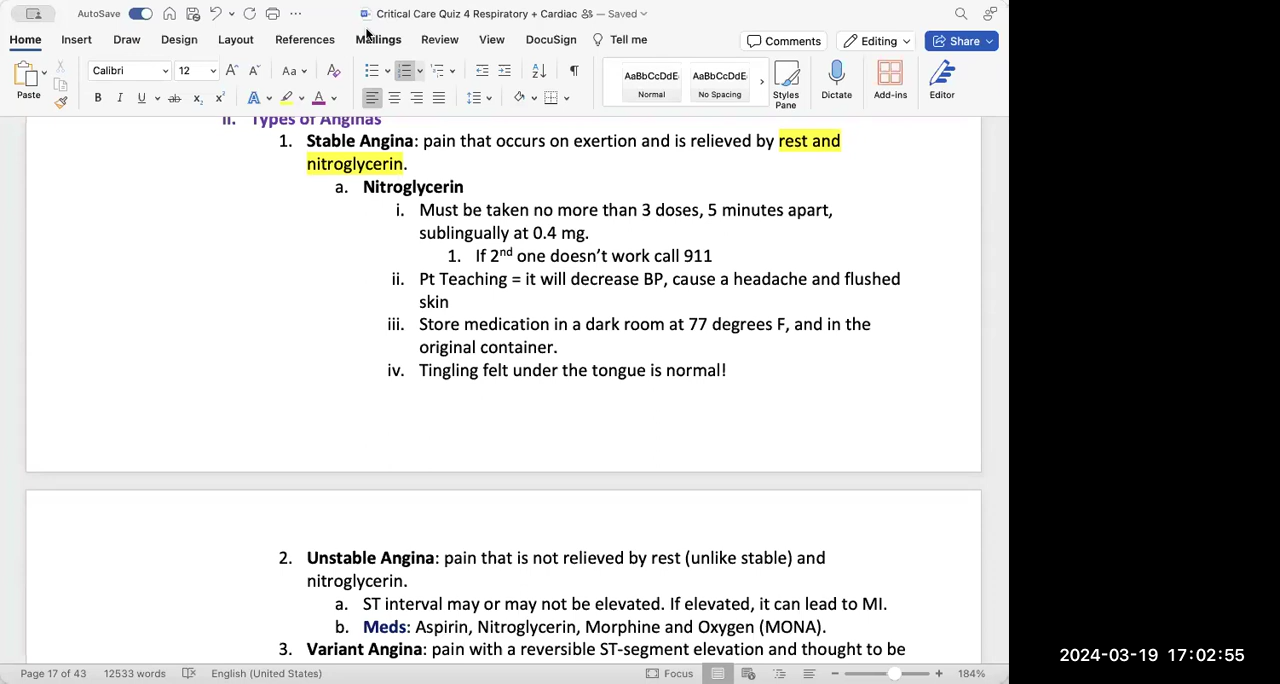 AutoSave
Critical Care Quiz 4 Respiratory + Cardiac — Saved
Home Insert Draw Design Layout References Mailings Review View DocuSign Tell me
Comments Editing Share
Paste
Calibri 12
AaBbCcDdE AaBbCcDdE
Normal No Spacing
Styles Pane Dictate Add-ins Editor
ii. Types of Anginas
1. Stable Angina: pain that occurs on exertion and is relieved by rest and
nitroglycerin.
a. Nitroglycerin
i. Must be taken no more than 3 doses, 5 minutes apart,
sublingually at 0.4 mg.
1. If 2nd one doesn’t work call 911
ii. Pt Teaching = it will decrease BP, cause a headache and flushed
skin
iii. Store medication in a dark room at 77 degrees F, and in the
original container.
iv. Tingling felt under the tongue is normal!
2. Unstable Angina: pain that is not relieved by rest (unlike stable) and
nitroglycerin.
a. ST interval may or may not be elevated. If elevated, it can lead to MI.
b. Meds: Aspirin, Nitroglycerin, Morphine and Oxygen (MONA).
3. Variant Angina: pain with a reversible ST-segment elevation and thought to be
Page 17 of 43 12533 words English (United States) Focus 184%
2024-03-19 17:02:55